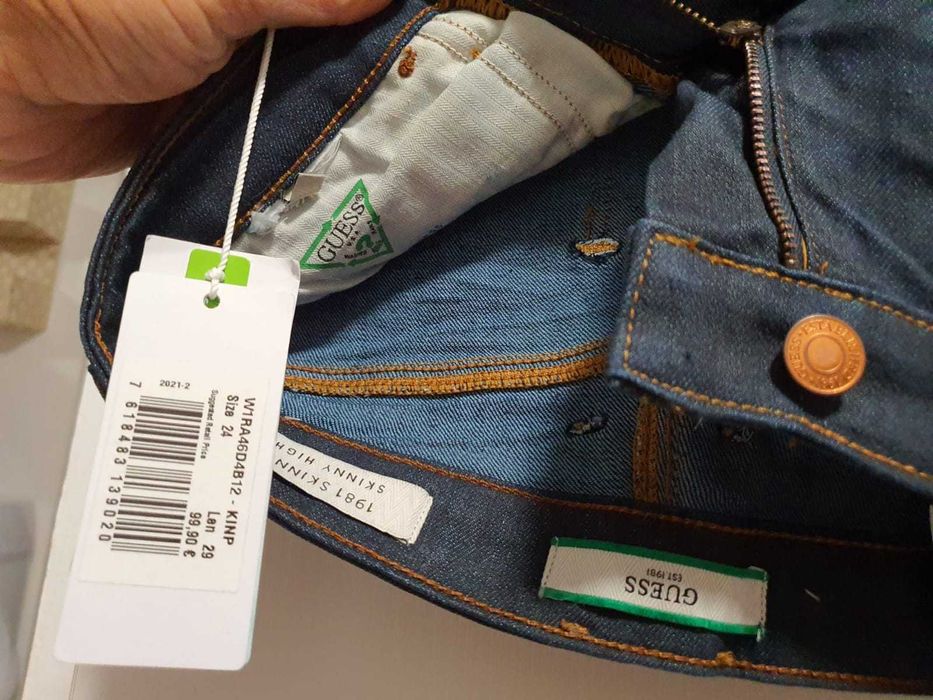 W1RA46D4B12 - KINP
Size 24
Len 29
Suggested Retail Price
99,90 €
2021-2
7 618483 139020
GUESS®
1981 SKINN
SKINNY HIGH
GUESS
EST.1981